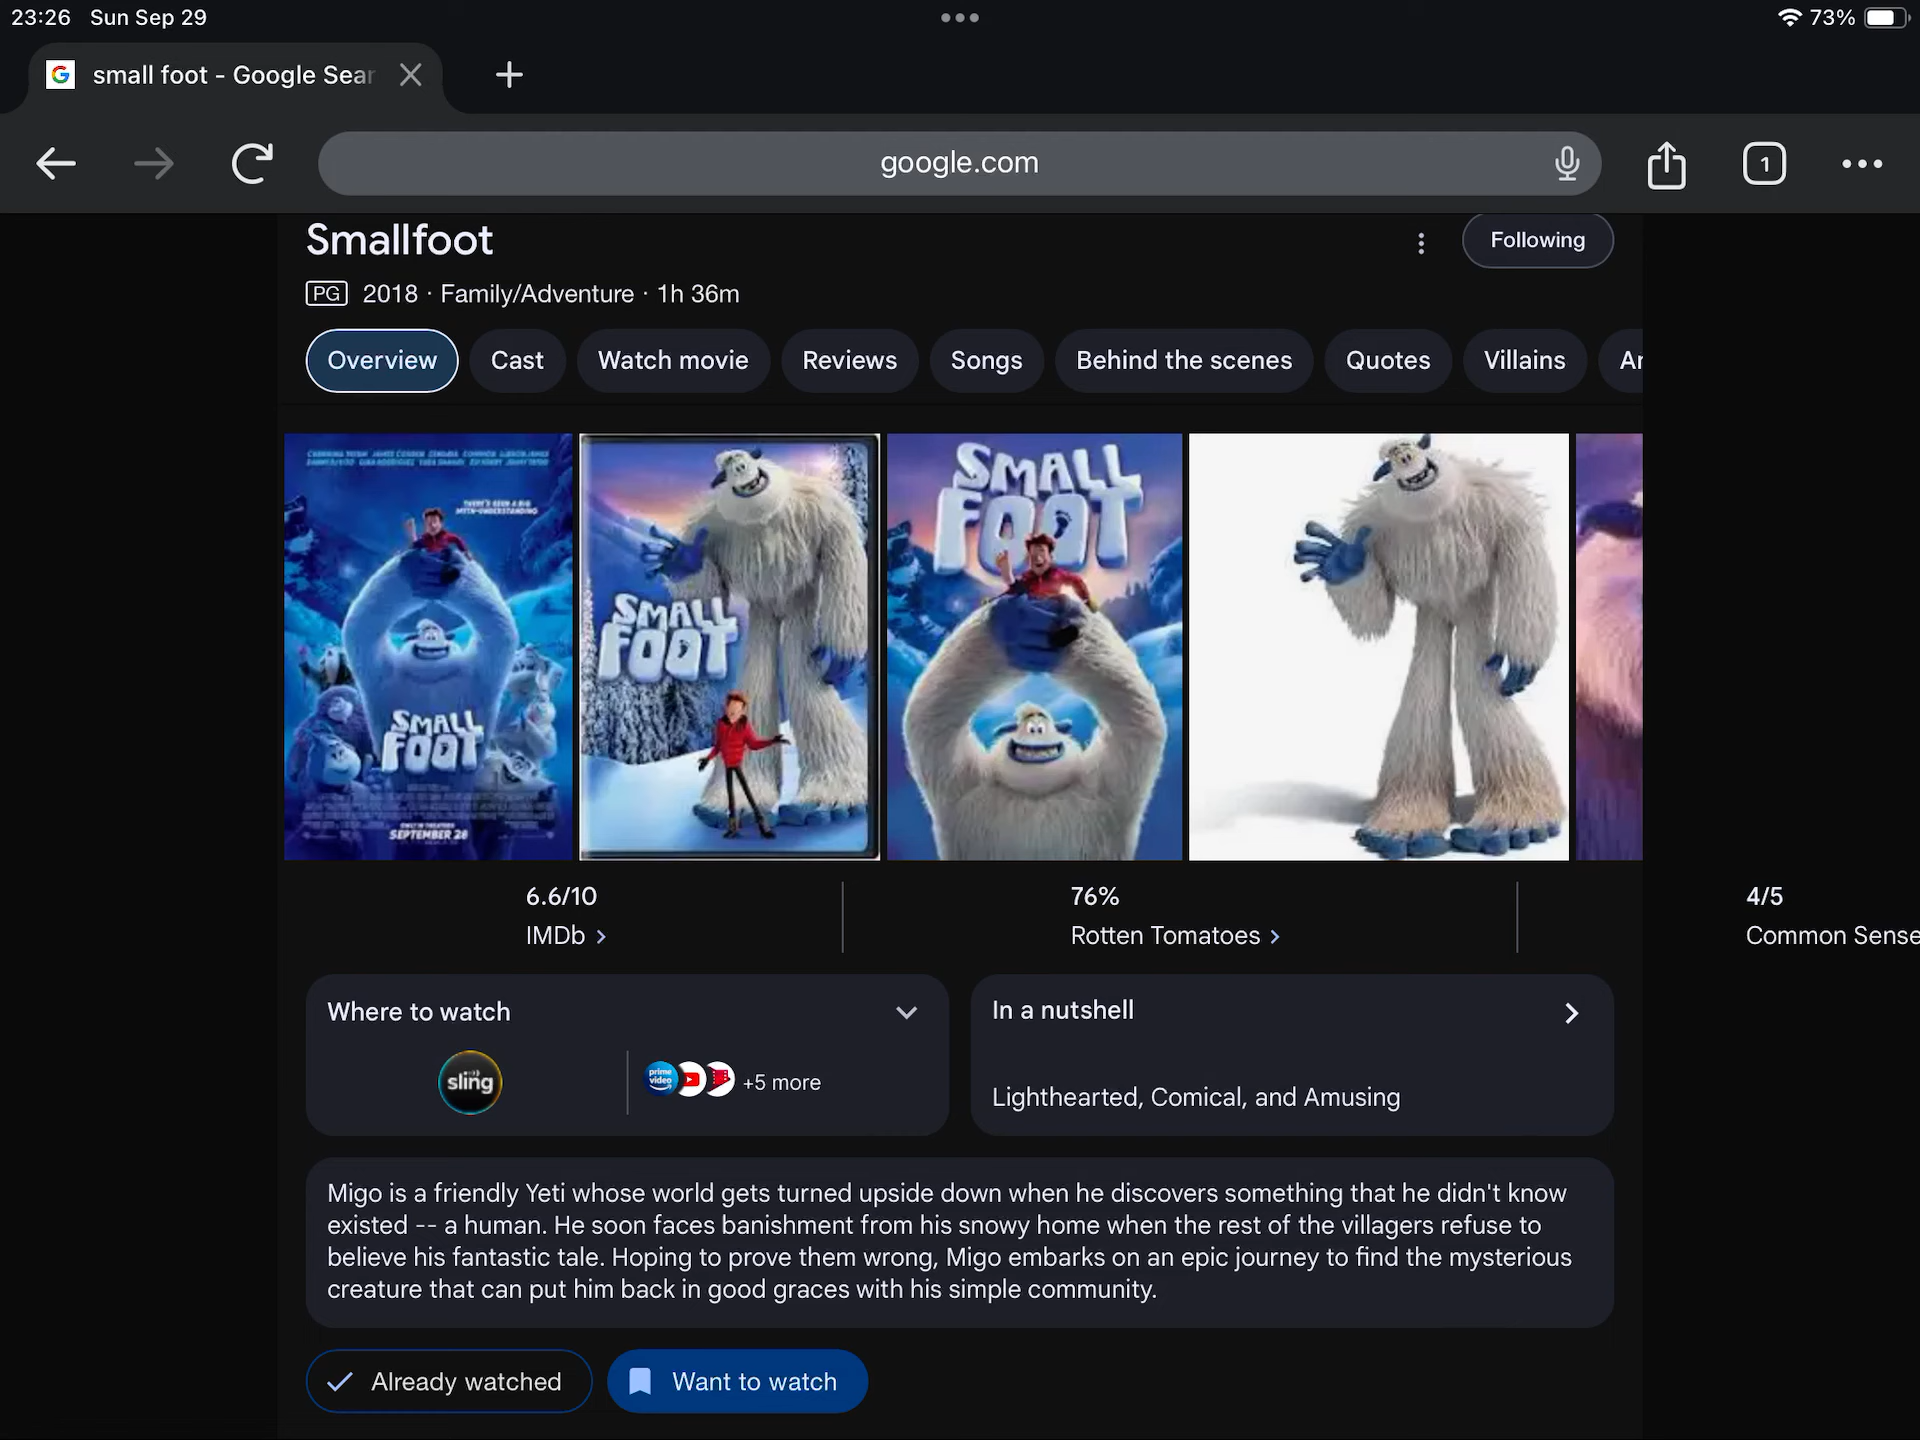 23:26 Sun Sep 29
73%
small foot - Google Sear
google.com
1
Smallfoot
Following
PG 2018 · Family/Adventure · 1h 36m
Overview
Cast
Watch movie
Reviews
Songs
Behind the scenes
Quotes
Villains
THERE'S BEEN A BIG
MYTH-UNDERSTANDING
SMALL
FOOT
SEPTEMBER 28
SMALL
FOOT
SMALL
FOOT
6.6/10
IMDb
76%
Rotten Tomatoes
4/5
Common Sense
Where to watch
sling
prime
video
+5 more
In a nutshell
Lighthearted, Comical, and Amusing
Migo is a friendly Yeti whose world gets turned upside down when he discovers something that he didn't know
existed -- a human. He soon faces banishment from his snowy home when the rest of the villagers refuse to
believe his fantastic tale. Hoping to prove them wrong, Migo embarks on an epic journey to find the mysterious
creature that can put him back in good graces with his simple community.
Already watched
Want to watch